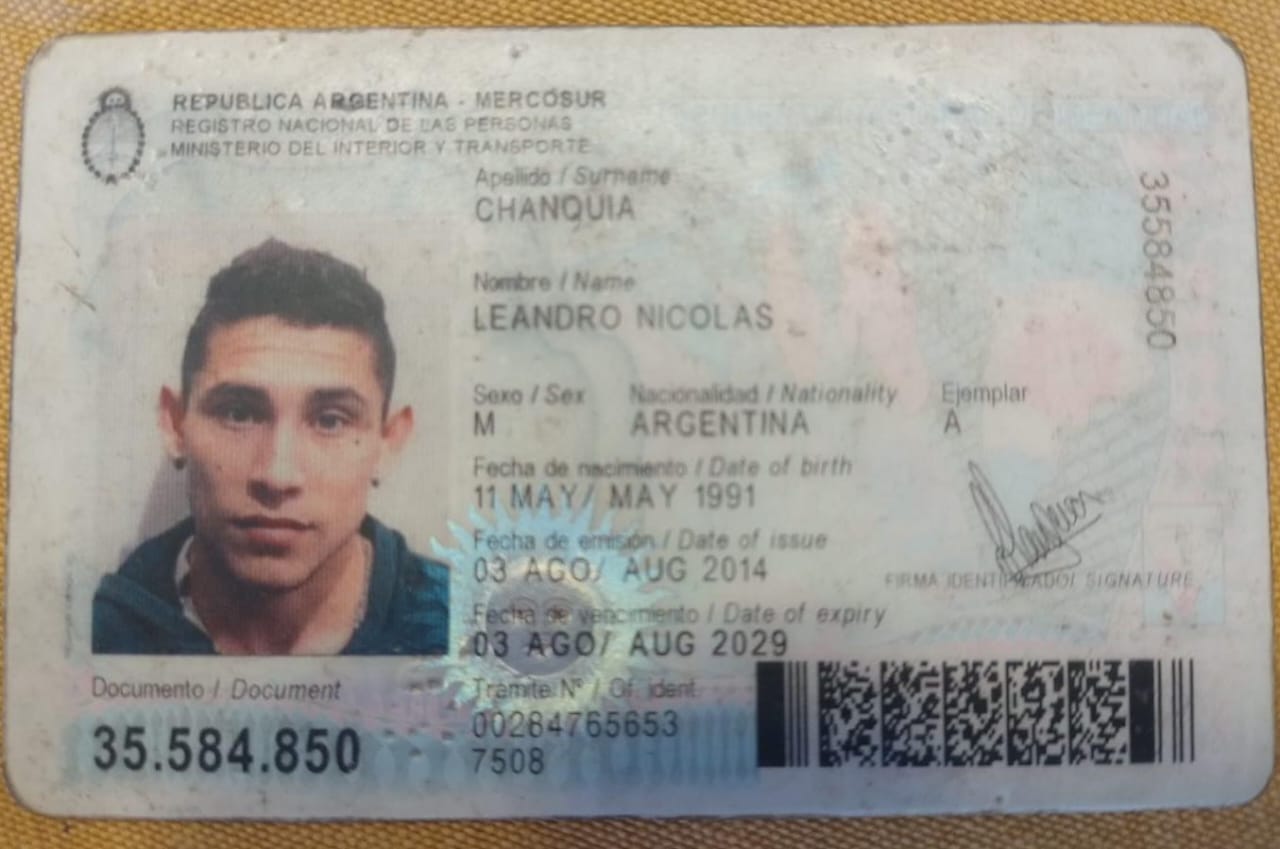 REPUBLICA ARGENTINA - MERCOSUR
REGISTRO NACIONAL DE LAS PERSONAS
MINISTERIO DEL INTERIOR Y TRANSPORTE
Apellido / Surname
CHANQUIA
Nombre / Name
LEANDRO NICOLAS
Sexo / Sex Nacionalidad / Nationality Ejemplar
M ARGENTINA A
Fecha de nacimiento / Date of birth
11 MAY/ MAY 1991
Fecha de emisión / Date of issue
03 AGO/ AUG 2014
FIRMA IDENTIFICADO/ SIGNATURE
Fecha de vencimiento / Date of expiry
03 AGO/ AUG 2029
Documento / Document
35.584.850
Tramite Nº / Of. ident.
00284765653
7508
35584850